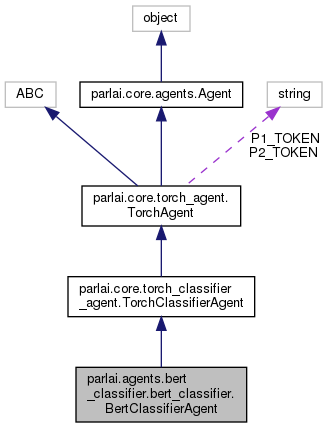 object
ABC
parlai.core.agents.Agent
string
P1_TOKEN
P2_TOKEN
parlai.core.torch_agent.
TorchAgent
parlai.core.torch_classifier
_agent.TorchClassifierAgent
parlai.agents.bert
_classifier.bert_classifier.
BertClassifierAgent